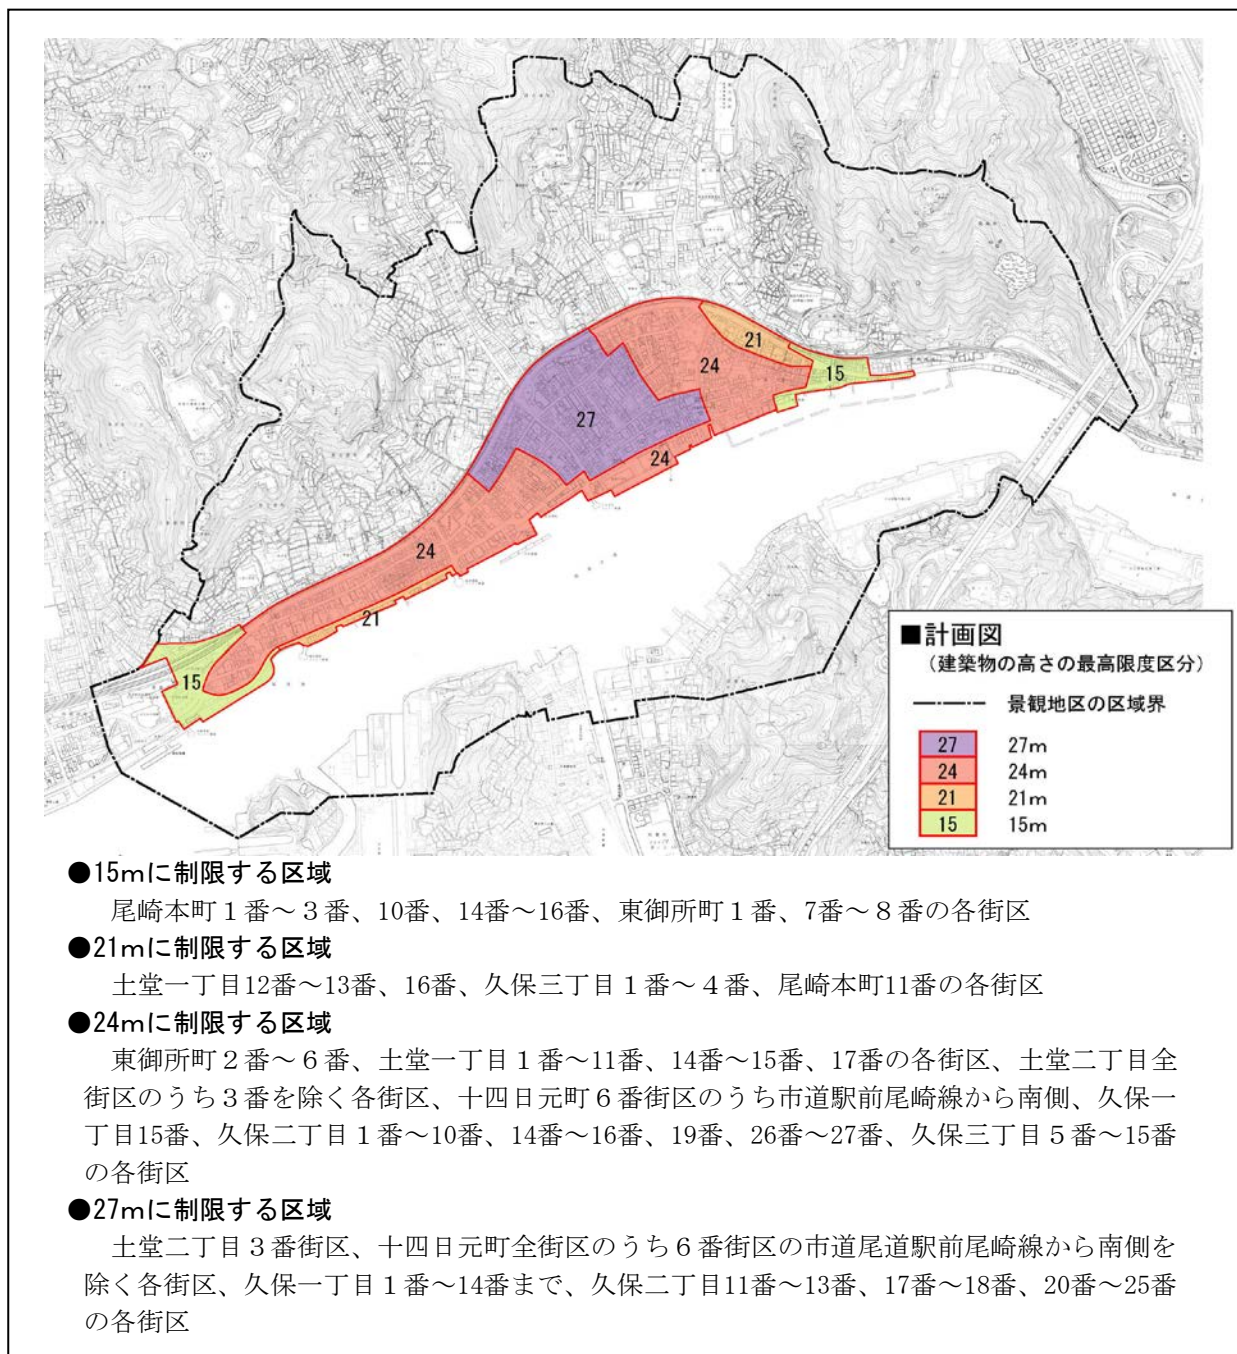 27
24
21
15
24
24
21
15
■計画図
（建築物の高さの最高限度区分）
景観地区の区域界
27 27m
24 24m
21 21m
15 15m
●15ｍに制限する区域
尾崎本町１番～３番、10番、14番～16番、東御所町１番、7番～８番の各街区
●21ｍに制限する区域
土堂一丁目12番～13番、16番、久保三丁目１番～４番、尾崎本町11番の各街区
●24ｍに制限する区域
東御所町２番～６番、土堂一丁目１番～11番、14番～15番、17番の各街区、土堂二丁目全
街区のうち３番を除く各街区、十四日元町６番街区のうち市道駅前尾崎線から南側、久保一
丁目15番、久保二丁目１番～10番、14番～16番、19番、26番～27番、久保三丁目５番～15番
の各街区
●27ｍに制限する区域
土堂二丁目３番街区、十四日元町全街区のうち６番街区の市道尾道駅前尾崎線から南側を
除く各街区、久保一丁目１番～14番まで、久保二丁目11番～13番、17番～18番、20番～25番
の各街区